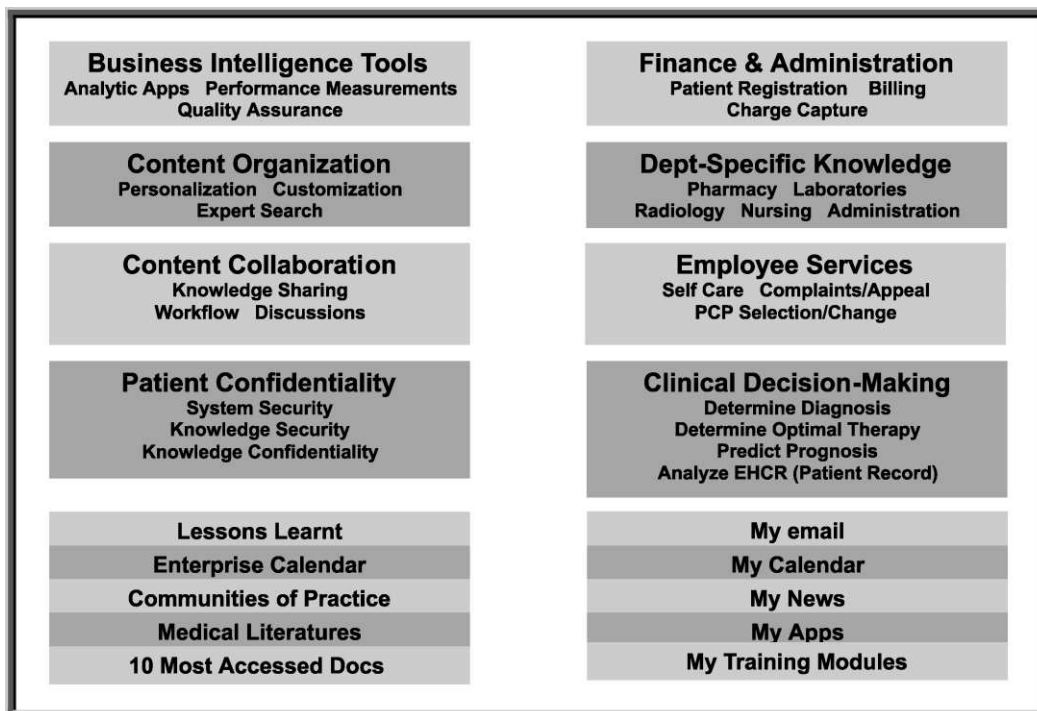 Business Intelligence Tools
Analytic Apps Performance Measurements
Quality Assurance
Content Organization
Personalization Customization
Expert Search
Content Collaboration
Knowledge Sharing
Workflow Discussions
Patient Confidentiality
System Security
Knowledge Security
Knowledge Confidentiality
Lessons Learnt
Enterprise Calendar
Communities of Practice
Medical Literatures
10 Most Accessed Docs
Finance & Administration
Patient Registration Billing
Charge Capture
Dept-Specific Knowledge
Pharmacy Laboratories
Radiology Nursing Administration
Employee Services
Self Care Complaints/Appeal
PCP Selection/Change
Clinical Decision-Making
Determine Diagnosis
Determine Optimal Therapy
Predict Prognosis
Analyze EHCR (Patient Record)
My email
My Calendar
My News
My Apps
My Training Modules